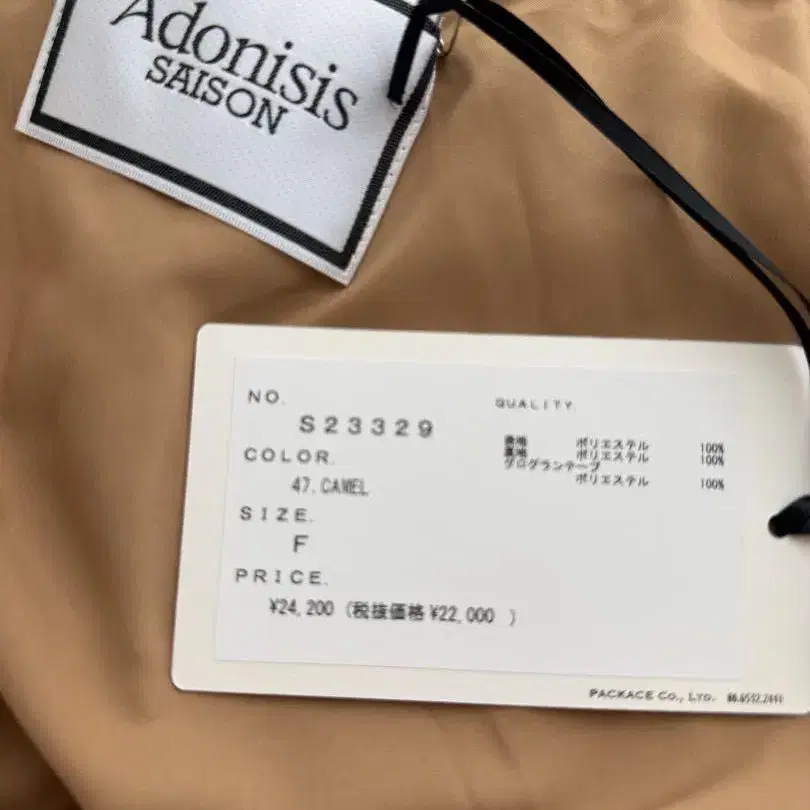 Adonisis
SAISON
NO.
S23329
COLOR.
47. CAMEL
SIZE.
F
PRICE.
¥24,200 (税抜価格 ¥22,000 )
QUALITY.
表地 ポリエステル 100%
裏地 ポリエステル 100%
グログランテープ
ポリエステル 100%
PACKACE CO., LTD.